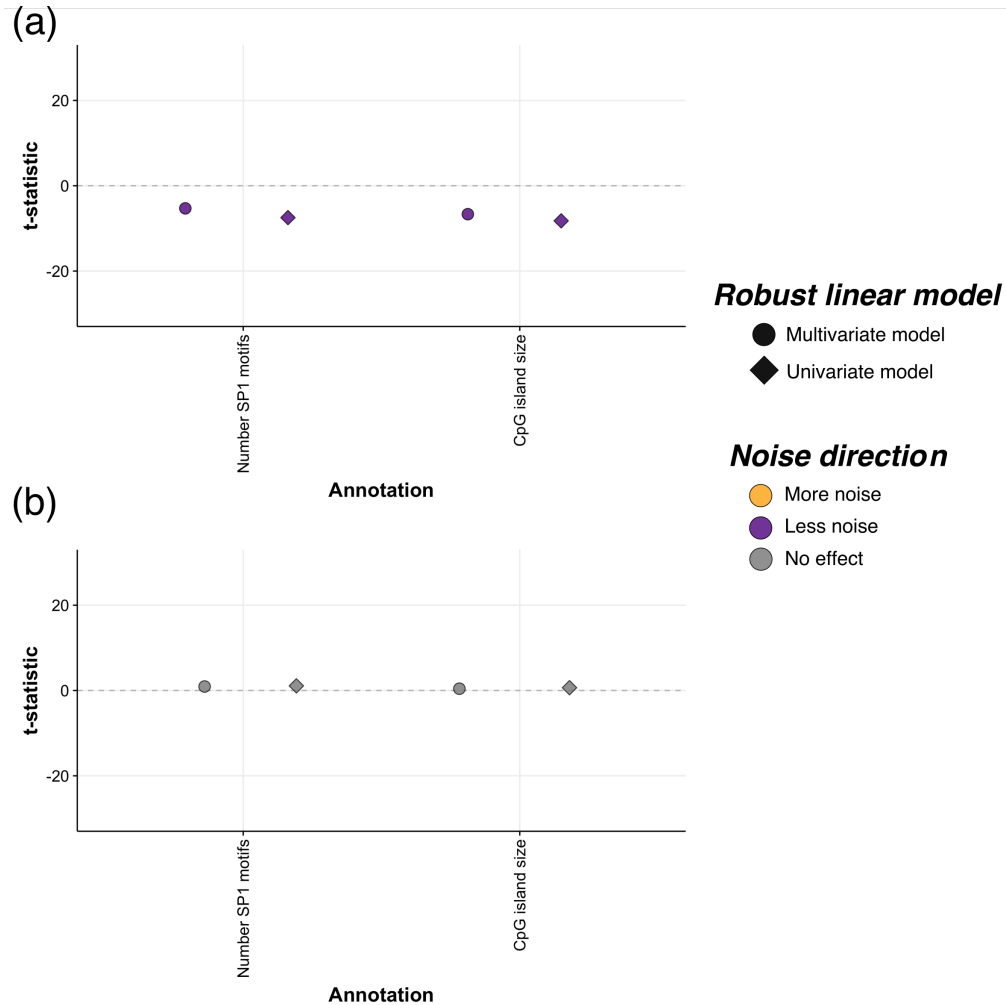 (a)
t-statistic
20
0
-20
Number SP1 motifs
CpG island size
Annotation
Robust linear model
Multivariate model
Univariate model
Noise direction
More noise
Less noise
No effect
(b)
t-statistic
20
0
-20
Number SP1 motifs
CpG island size
Annotation